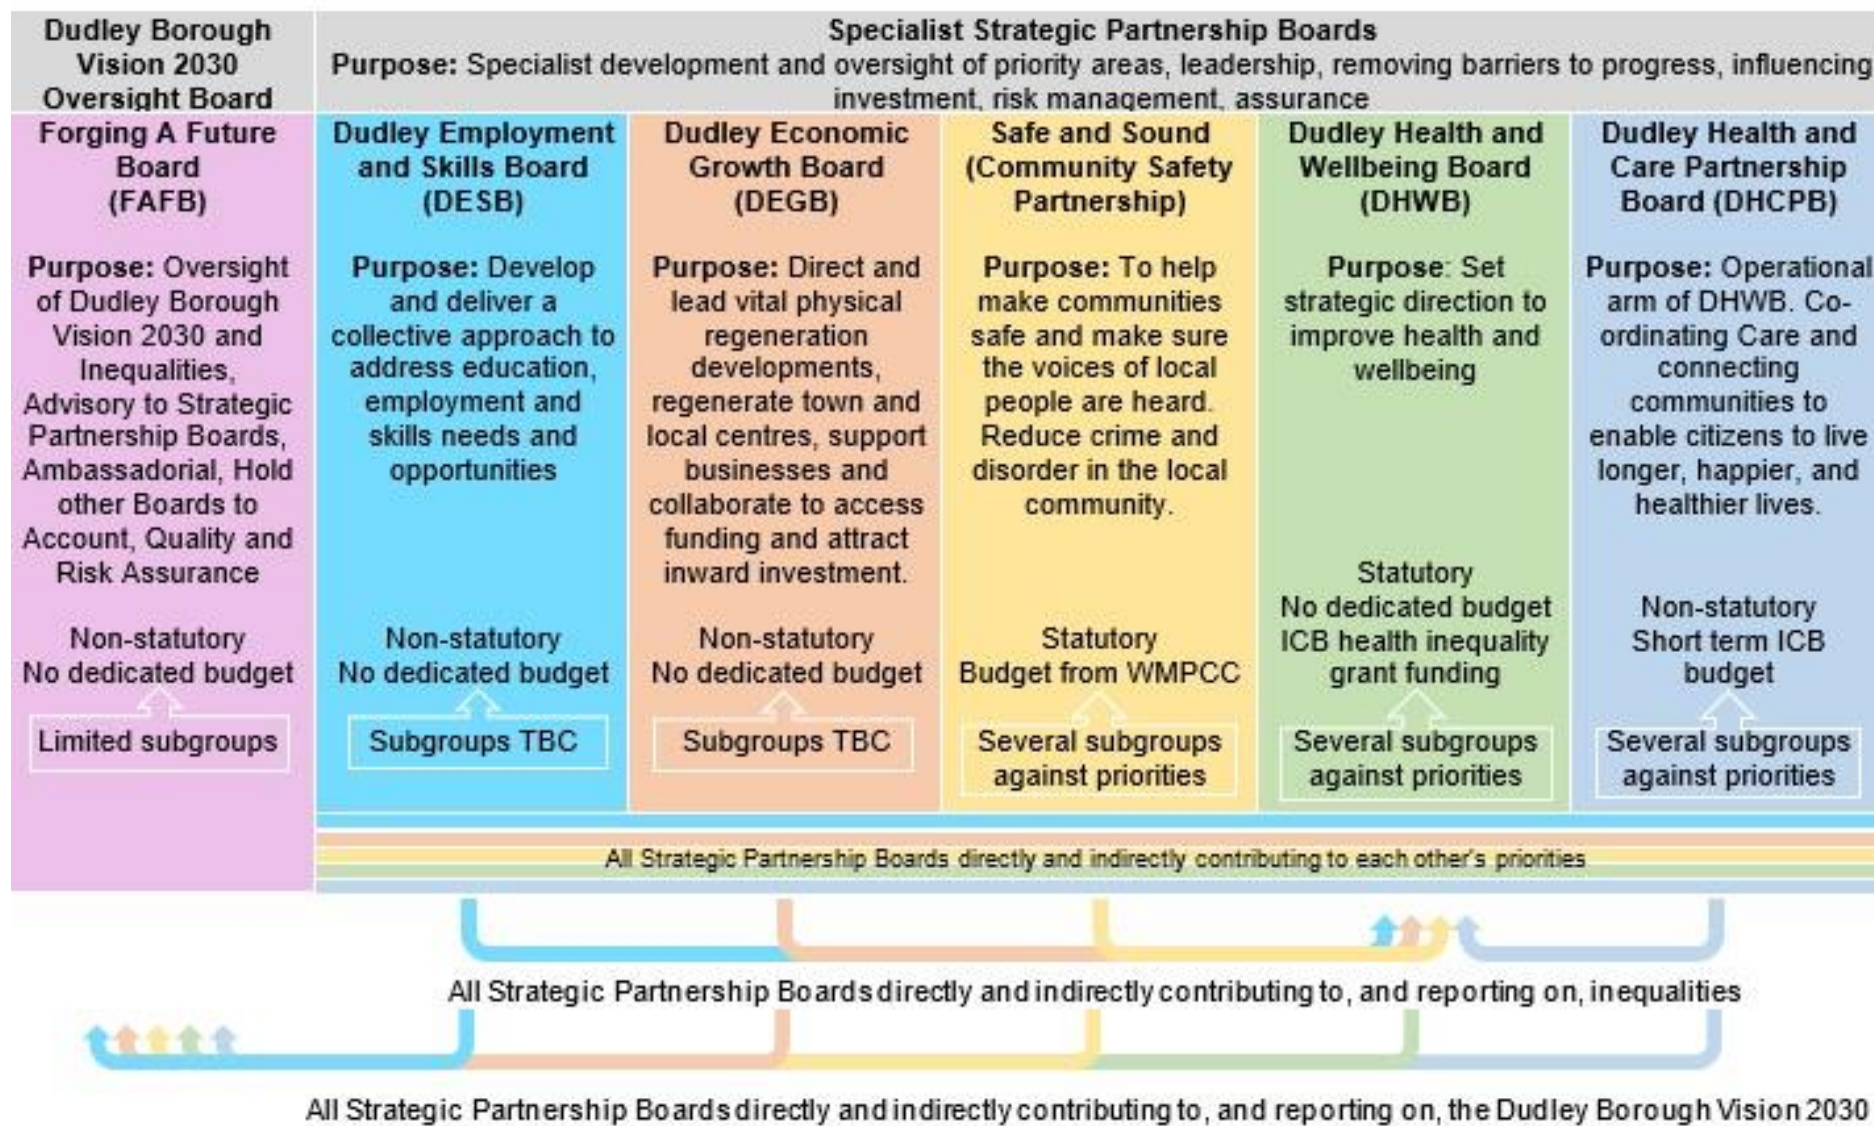 Dudley Borough
Vision 2030
Oversight Board
Specialist Strategic Partnership Boards
Purpose: Specialist development and oversight of priority areas, leadership, removing barriers to progress, influencing
investment, risk management, assurance
Forging A Future
Board
(FAFB)
Purpose: Oversight
of Dudley Borough
Vision 2030 and
Inequalities,
Advisory to Strategic
Partnership Boards,
Ambassadorial, Hold
other Boards to
Account, Quality and
Risk Assurance
Non-statutory
No dedicated budget
Limited subgroups
Dudley Employment
and Skills Board
(DESB)
Purpose: Develop
and deliver a
collective approach to
address education,
employment and
skills needs and
opportunities
Non-statutory
No dedicated budget
Subgroups TBC
Dudley Economic
Growth Board
(DEGB)
Purpose: Direct and
lead vital physical
regeneration
developments,
regenerate town and
local centres, support
businesses and
collaborate to access
funding and attract
inward investment.
Non-statutory
No dedicated budget
Subgroups TBC
Safe and Sound
(Community Safety
Partnership)
Purpose: To help
make communities
safe and make sure
the voices of local
people are heard.
Reduce crime and
disorder in the local
community.
Statutory
Budget from WMPCC
Several subgroups
against priorities
Dudley Health and
Wellbeing Board
(DHWB)
Purpose: Set
strategic direction to
improve health and
wellbeing
Statutory
No dedicated budget
ICB health inequality
grant funding
Several subgroups
against priorities
Dudley Health and
Care Partnership
Board (DHCPB)
Purpose: Operational
arm of DHWB. Co-
ordinating Care and
connecting
communities to
enable citizens to live
longer, happier, and
healthier lives.
Non-statutory
Short term ICB
budget
Several subgroups
against priorities
All Strategic Partnership Boards directly and indirectly contributing to each other's priorities
All Strategic Partnership Boards directly and indirectly contributing to, and reporting on, inequalities
All Strategic Partnership Boards directly and indirectly contributing to, and reporting on, the Dudley Borough Vision 2030